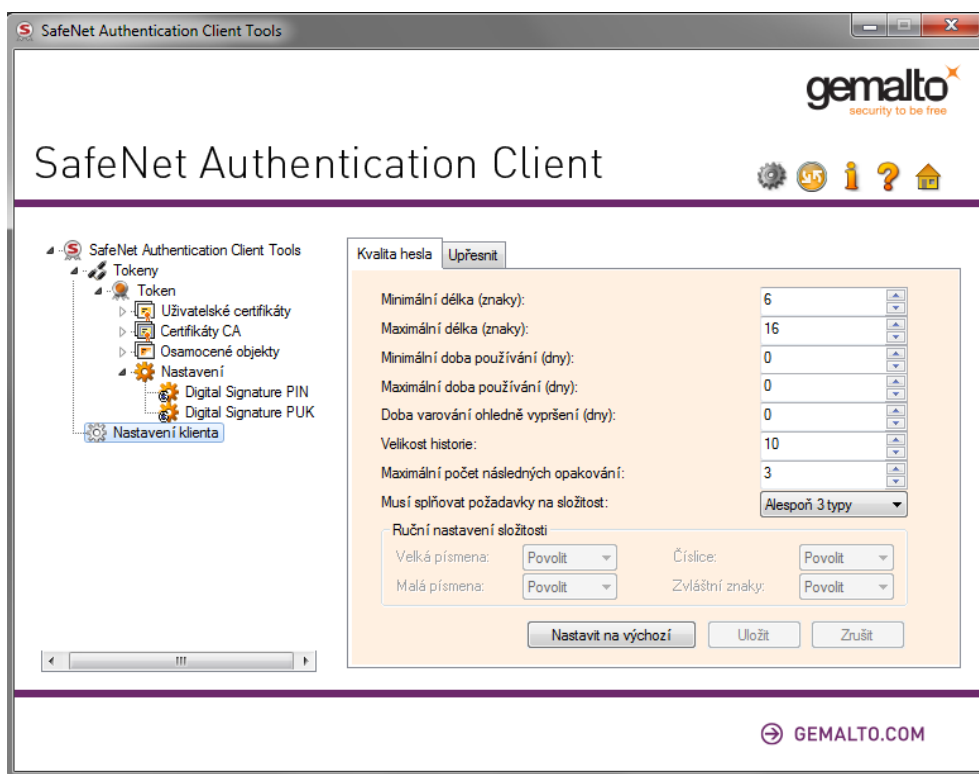 SafeNet Authentication Client Tools
gemalto
security to be free
SafeNet Authentication Client
SafeNet Authentication Client Tools
Tokeny
Token
Uživatelské certifikáty
Certifikáty CA
Osamocené objekty
Nastavení
Digital Signature PIN
Digital Signature PUK
Nastavení klienta
Kvalita hesla
Upřesnit
Minimální délka (znaky): 6
Maximální délka (znaky): 16
Minimální doba používání (dny): 0
Maximální doba používání (dny): 0
Doba varování ohledně vypršení (dny): 0
Velikost historie: 10
Maximální počet následných opakování: 3
Musí splňovat požadavky na složitost: Alespoň 3 typy
Ruční nastavení složitosti
Velká písmena: Povolit Číslice: Povolit
Malá písmena: Povolit Zvláštní znaky: Povolit
Nastavit na výchozí Uložit Zrušit
GEMALTO.COM